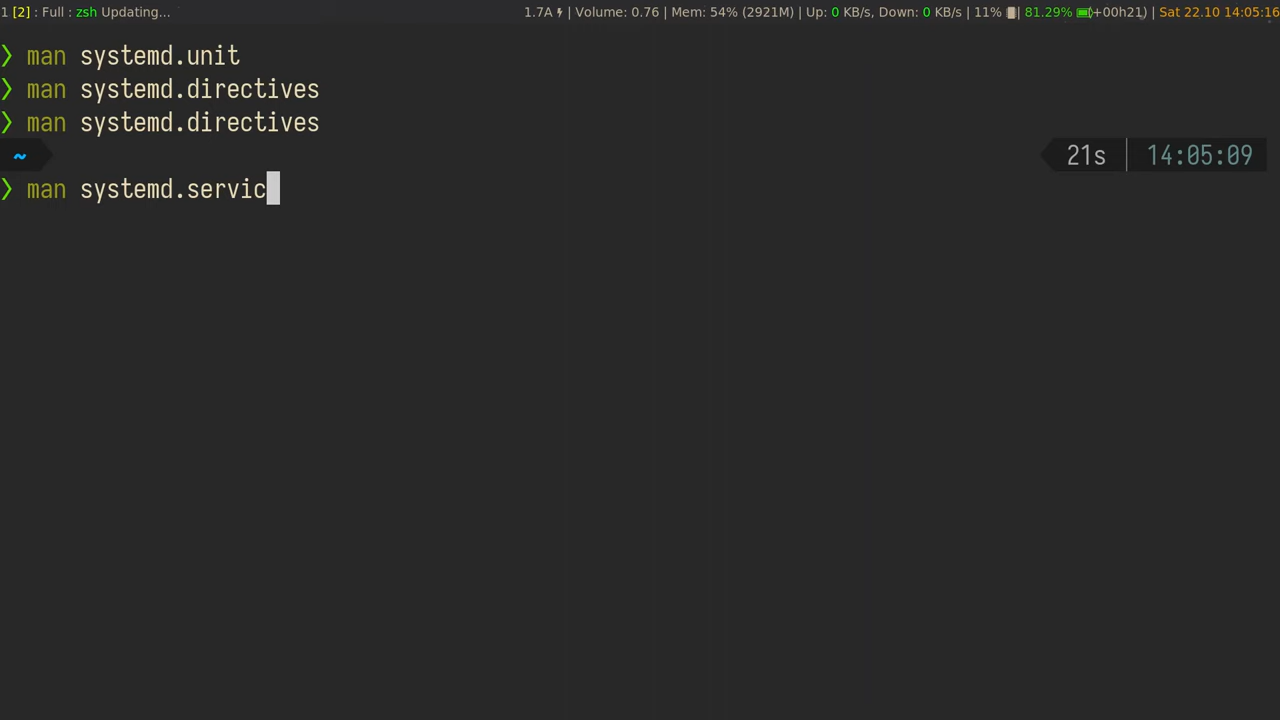 1 [2] : Full : zsh Updating... 1.7A | Volume: 0.76 | Mem: 54% (2921M) | Up: 0 KB/s, Down: 0 KB/s | 11% | 81.29% (+00h21) | Sat 22.10 14:05:16
❯ man systemd.unit
❯ man systemd.directives
❯ man systemd.directives
~ 21s 14:05:09
❯ man systemd.servic